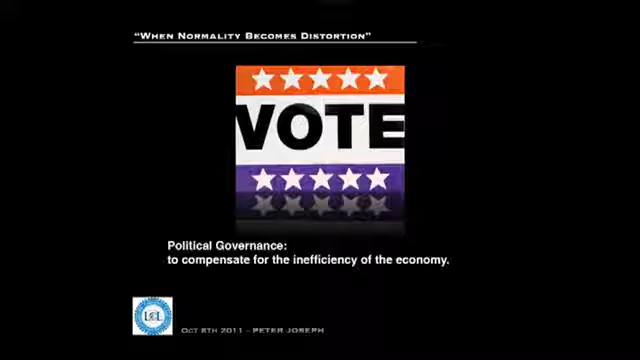 "When Normality Becomes Distortion"
VOTE
Political Governance:
to compensate for the inefficiency of the economy.
Oct 8th 2011 - Peter Joseph